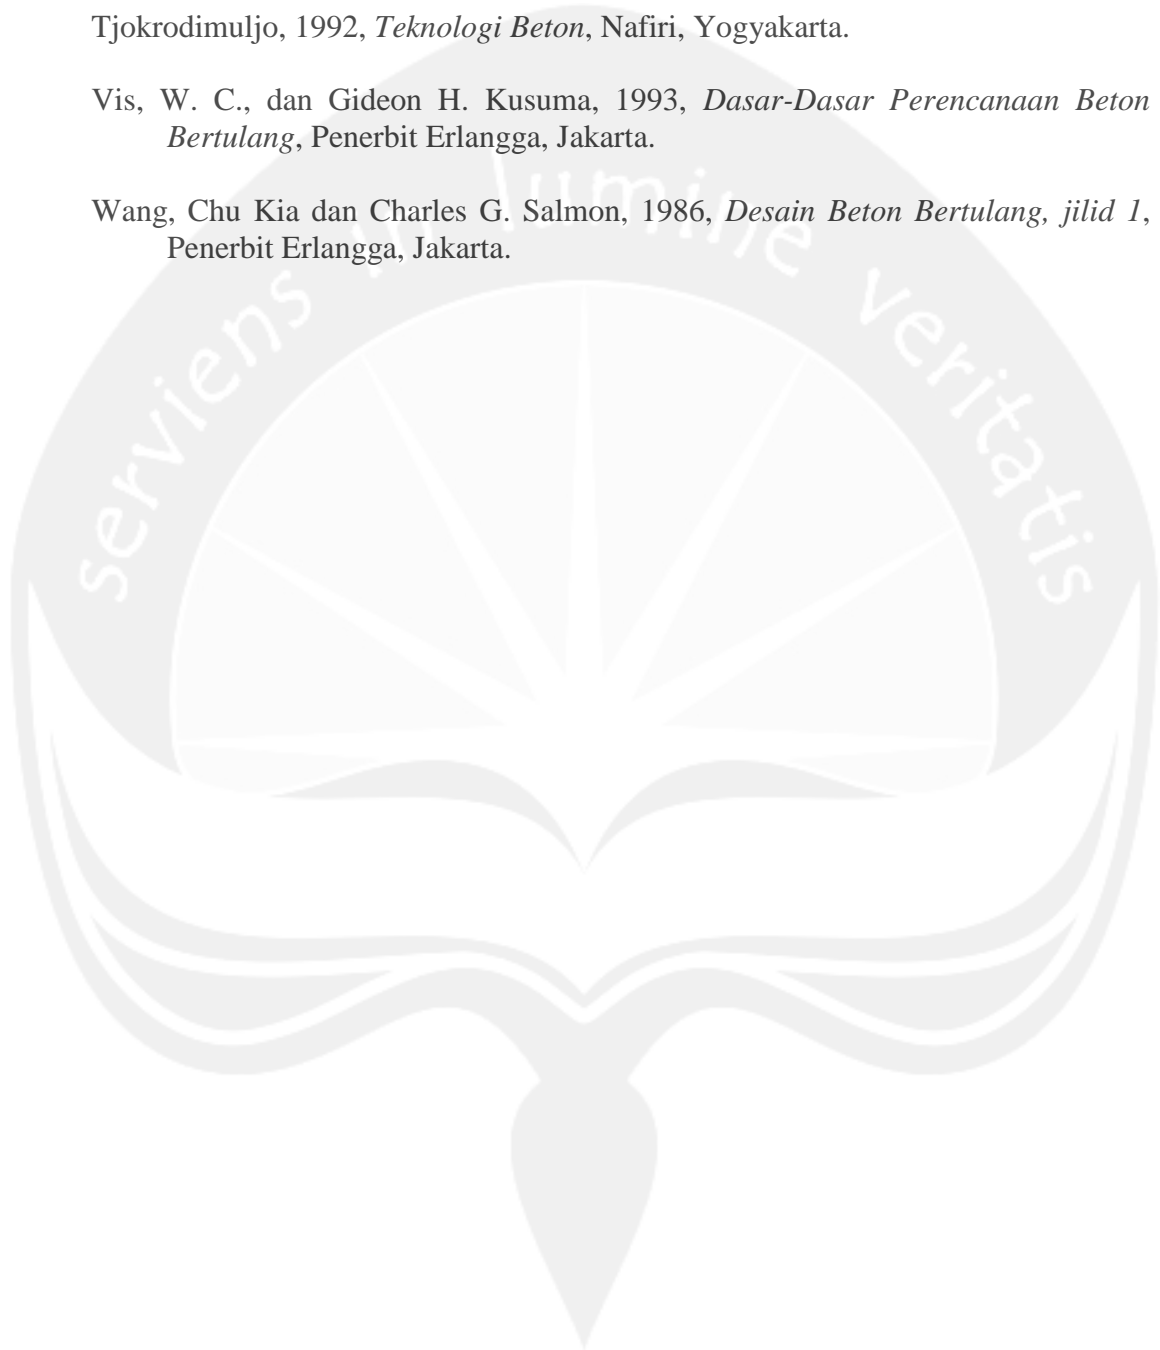 Tjokrodimuljo, 1992, Teknologi Beton, Nafiri, Yogyakarta.
Vis, W. C., dan Gideon H. Kusuma, 1993, Dasar-Dasar Perencanaan Beton
Bertulang, Penerbit Erlangga, Jakarta.
Wang, Chu Kia dan Charles G. Salmon, 1986, Desain Beton Bertulang, jilid 1,
Penerbit Erlangga, Jakarta.
serviens in lumine veritatis